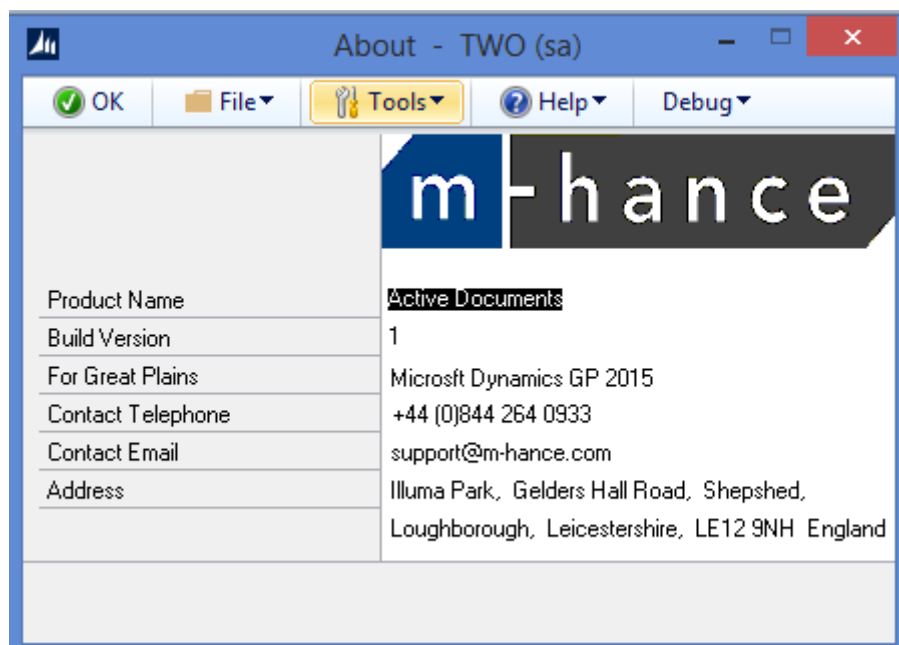 About - TWO (sa)
OK File Tools Help Debug
m-hance
Product Name Active Documents
Build Version 1
For Great Plains Microsft Dynamics GP 2015
Contact Telephone +44 (0)844 264 0933
Contact Email support@m-hance.com
Address Illuma Park, Gelders Hall Road, Shepshed,
Loughborough, Leicestershire, LE12 9NH England